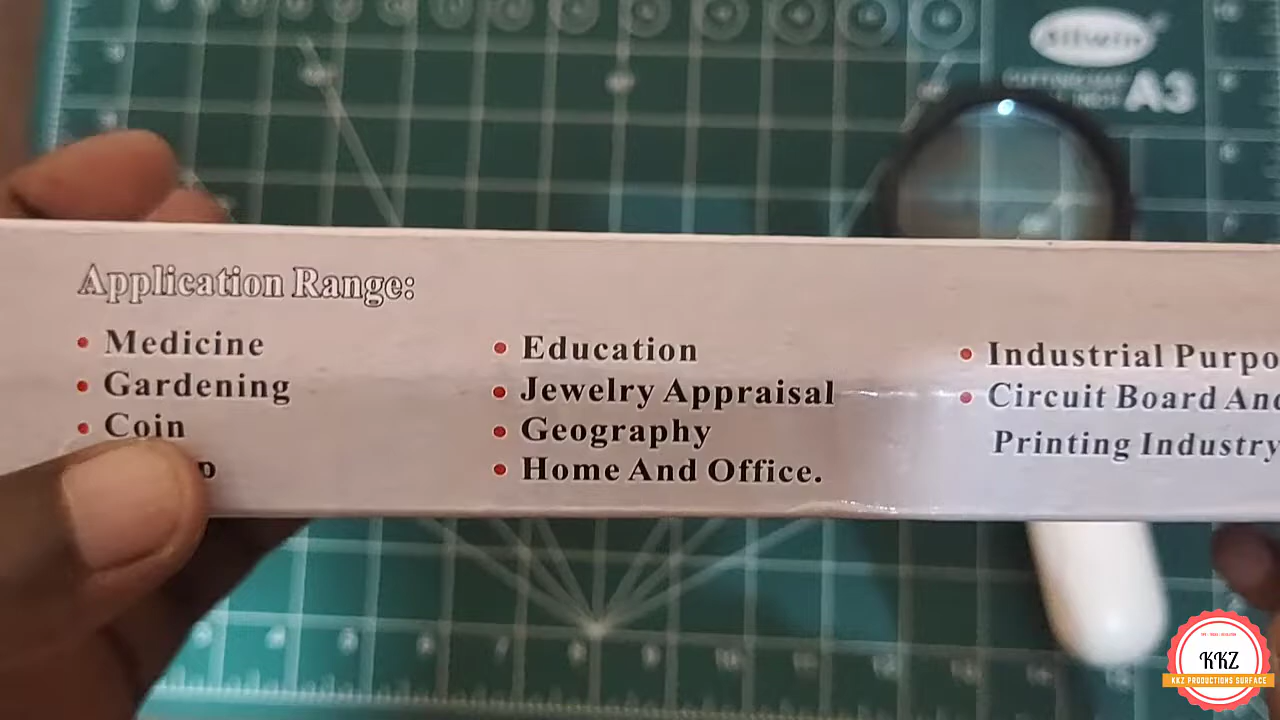 A3
Application Range:
• Medicine
• Gardening
• Coin
• Education
• Jewelry Appraisal
• Geography
• Home And Office.
• Industrial Purpo
• Circuit Board And
Printing Industry
KKZ
KKZ PRODUCTIONS SURFACE